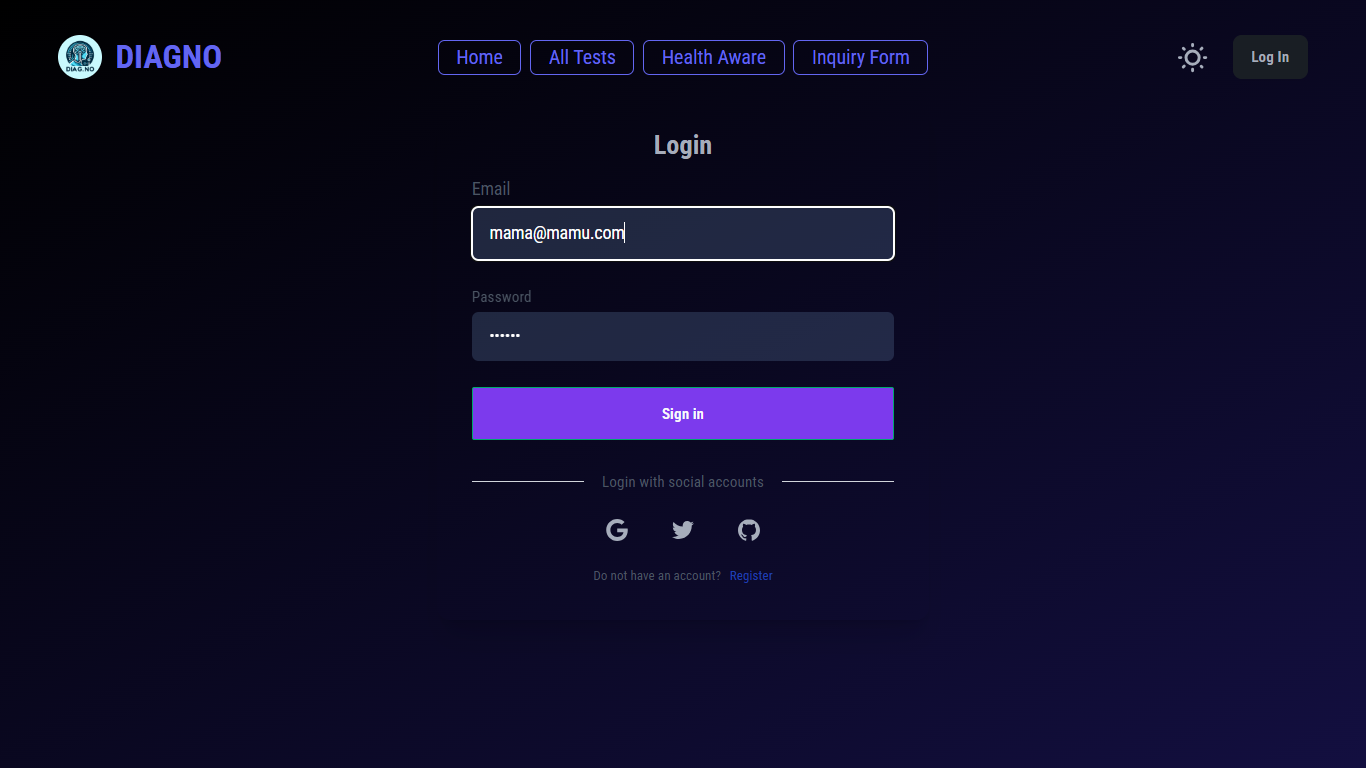 DIAG.NO
DIAGNO
Home
All Tests
Health Aware
Inquiry Form
Log In
Login
Email
mama@mamu.com
Password
••••••
Sign in
Login with social accounts
Do not have an account? Register